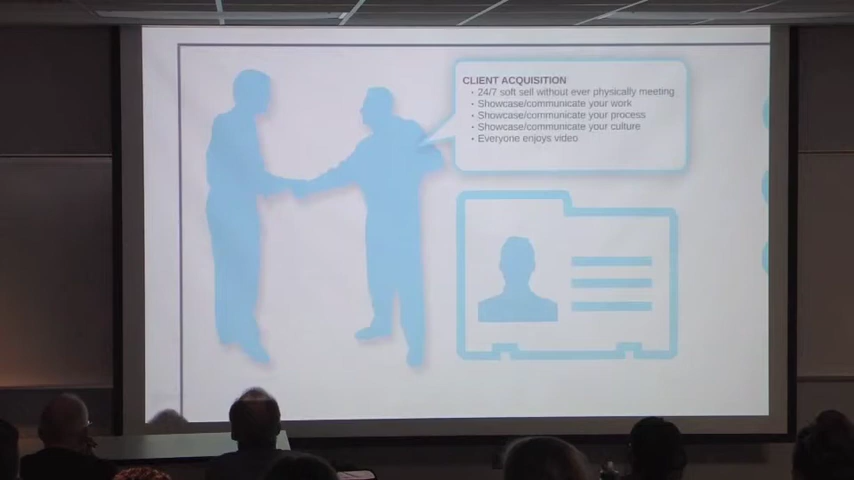 CLIENT ACQUISITION
• 24/7 soft sell without ever physically meeting
• Showcase/communicate your work
• Showcase/communicate your process
• Showcase/communicate your culture
• Everyone enjoys video